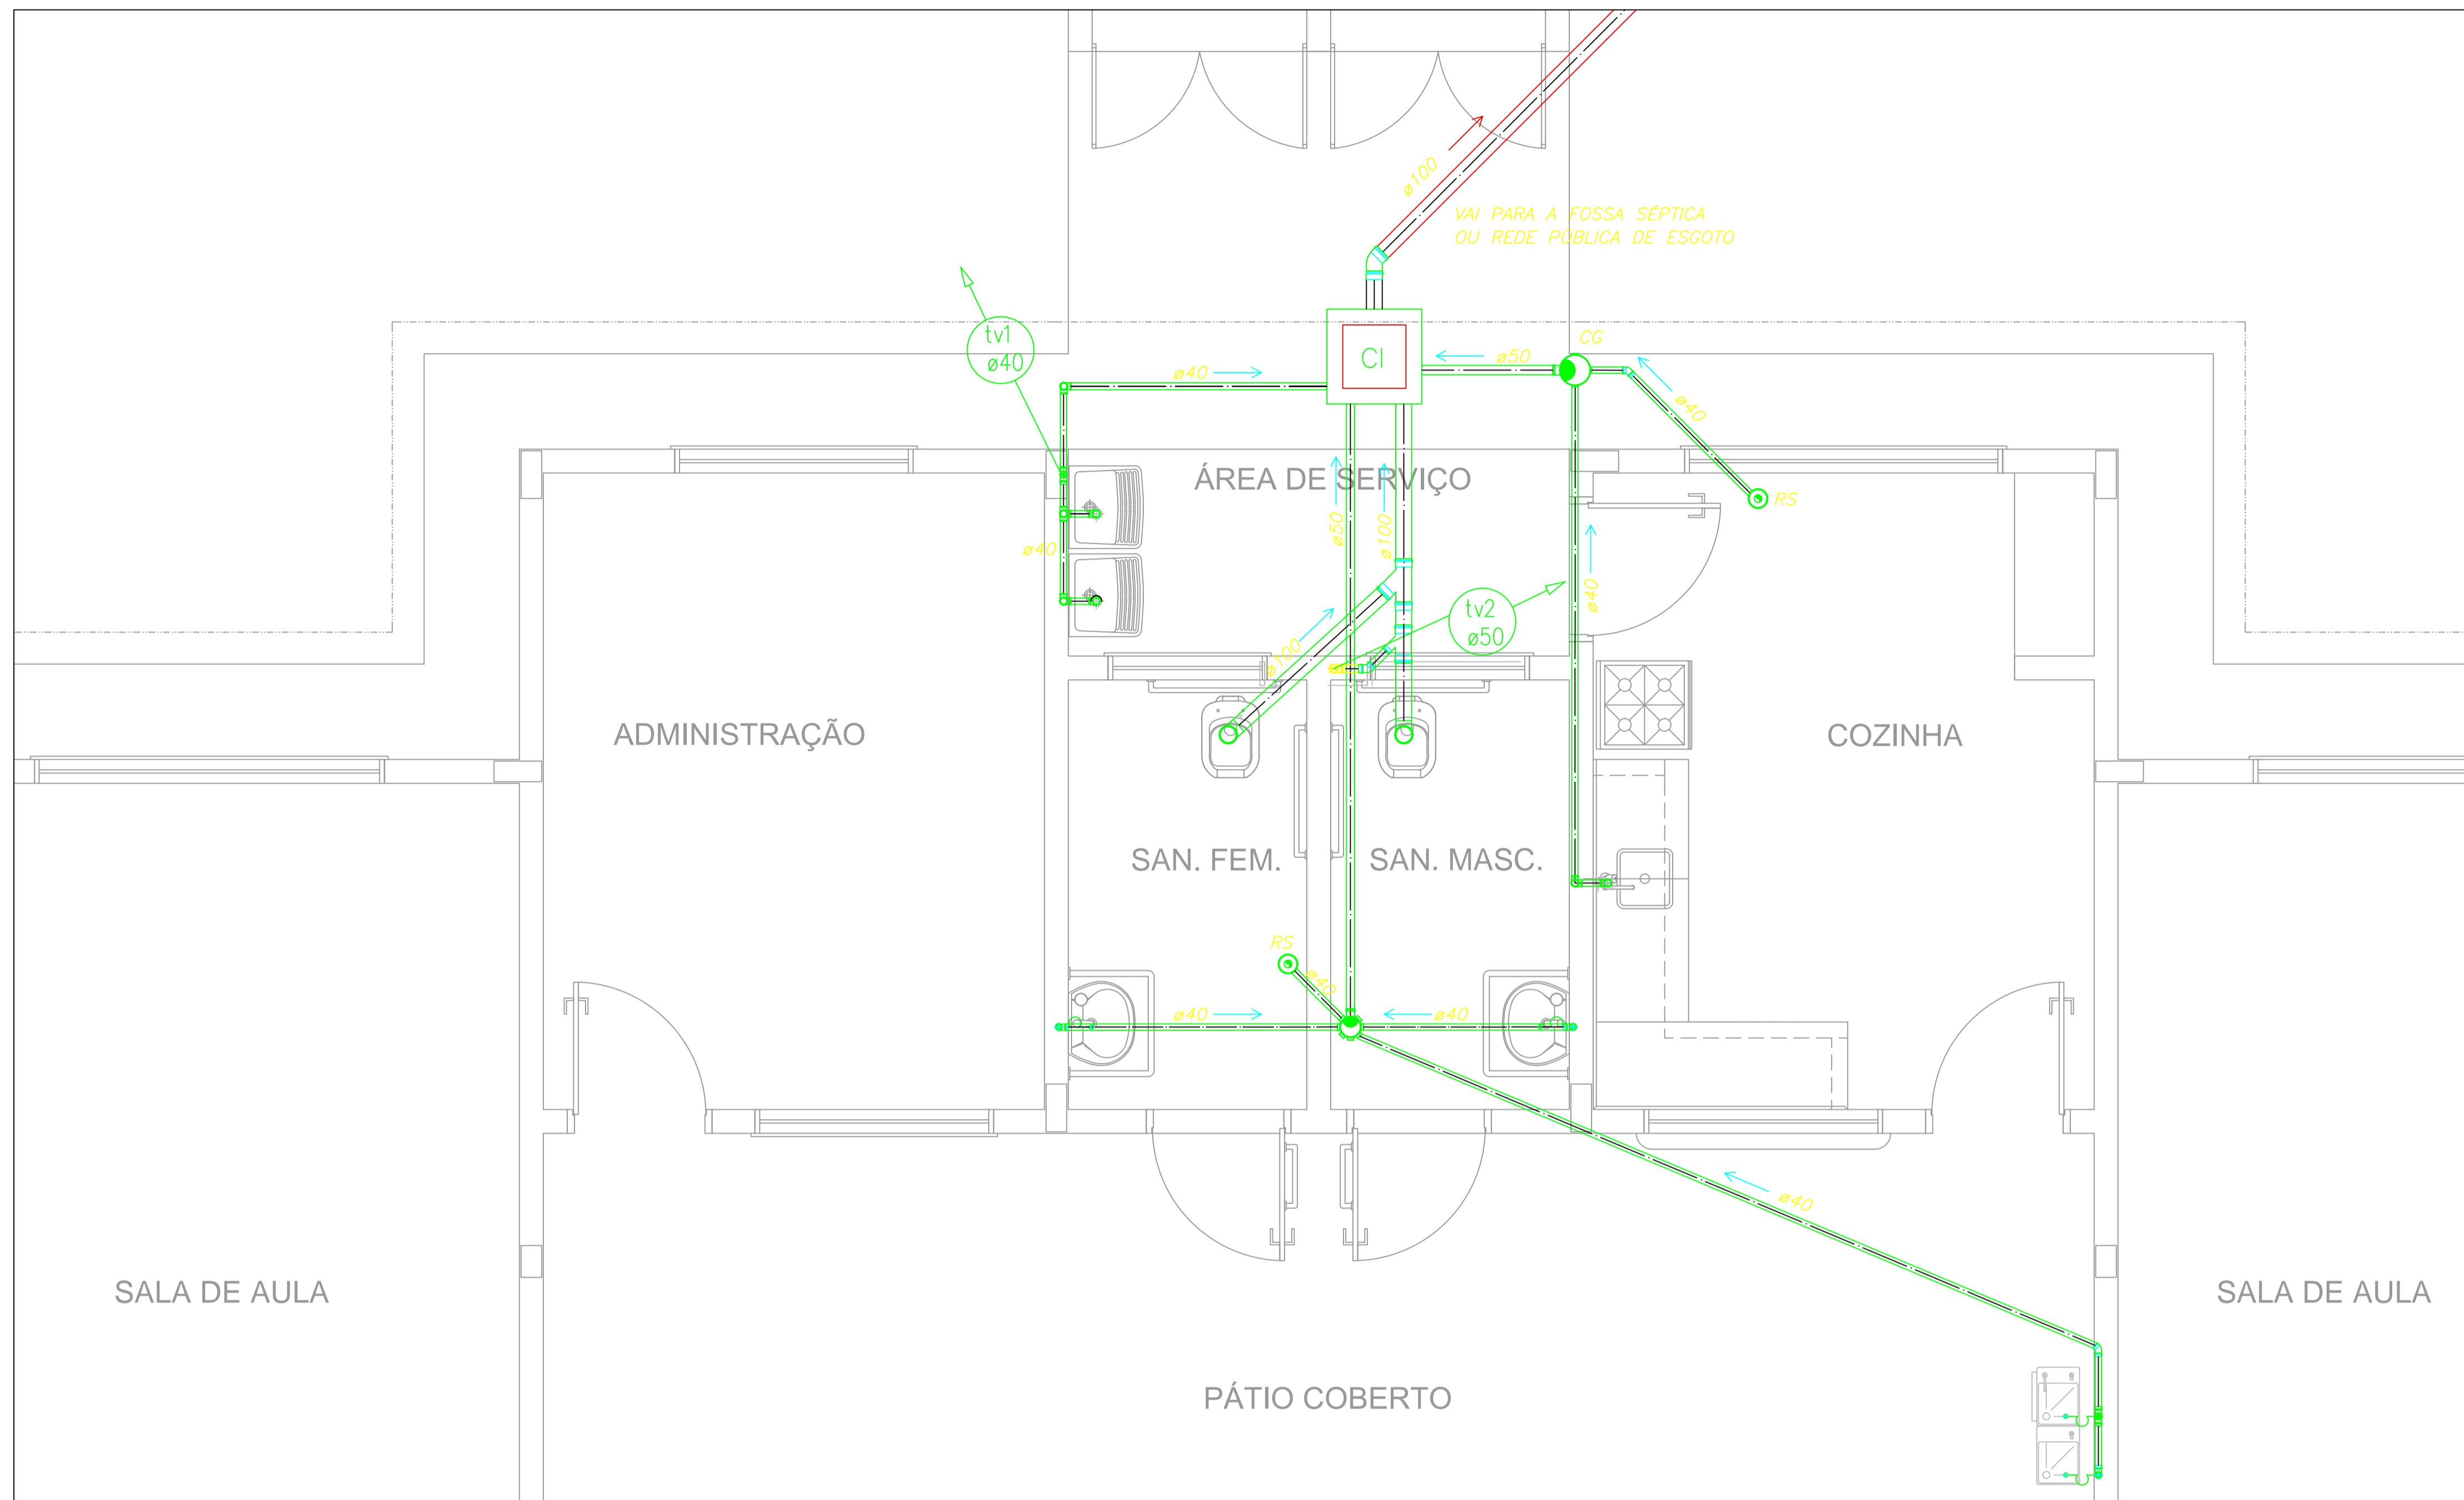 ø100
VAI PARA A FOSSA SÉPTICA
OU REDE PÚBLICA DE ESGOTO
tv1
ø40
ø40
CI
ø50
CG
ø40
ÁREA DE SERVIÇO
RS
ø40
ø50
ø100
ø40
tv2
ø50
ø100
ADMINISTRAÇÃO
COZINHA
SAN. FEM.
SAN. MASC.
RS
ø40
ø40
ø40
ø40
SALA DE AULA
SALA DE AULA
PÁTIO COBERTO